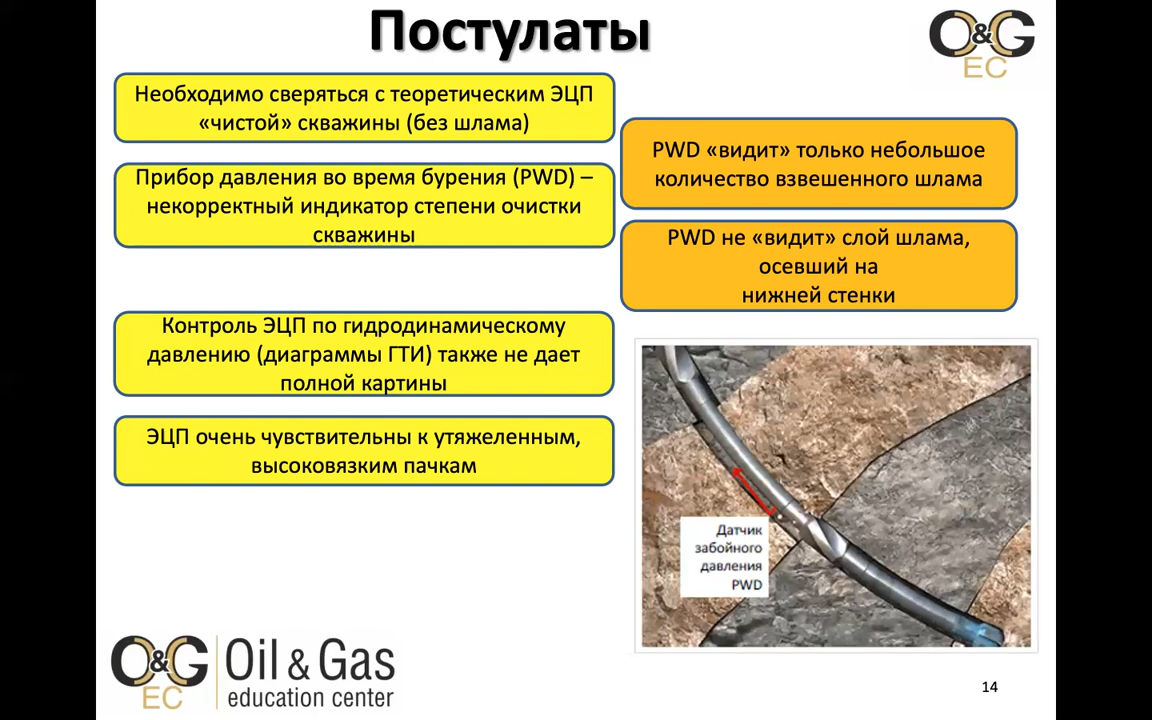 Постулаты
O&G
EC
Необходимо сверяться с теоретическим ЭЦП
«чистой» скважины (без шлама)
Прибор давления во время бурения (PWD) –
некорректный индикатор степени очистки
скважины
PWD «видит» только небольшое
количество взвешенного шлама
PWD не «видит» слой шлама,
осевший на
нижней стенки
Контроль ЭЦП по гидродинамическому
давлению (диаграммы ГТИ) также не дает
полной картины
ЭЦП очень чувствительны к утяжеленным,
высоковязким пачкам
Датчик
забойного
давления
PWD
O&G
EC
Oil & Gas
education center
14